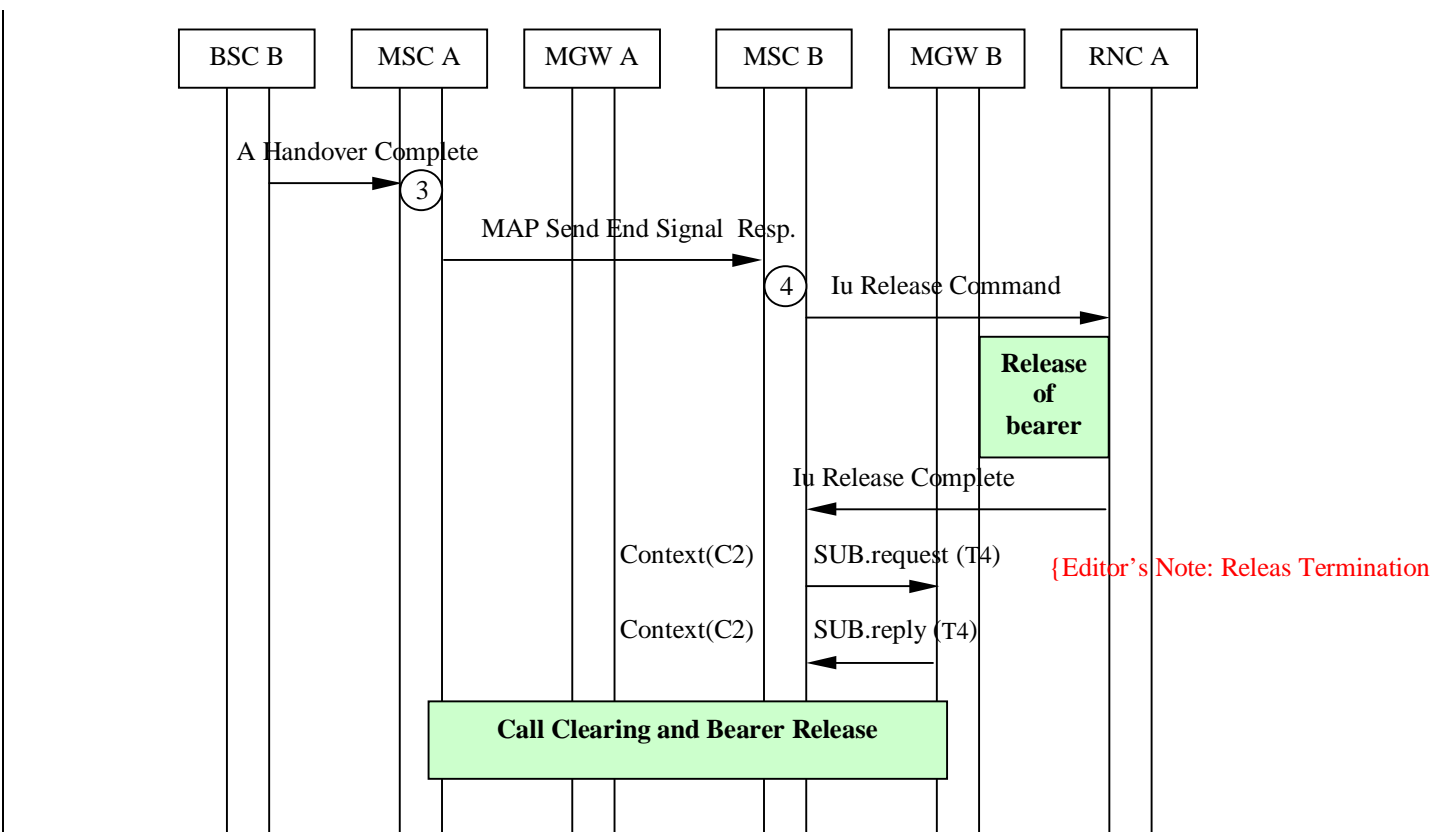 BSC B
MSC A
MGW A
MSC B
MGW B
RNC A
A Handover Complete
3
MAP Send End Signal Resp.
4
Iu Release Command
Release
of
bearer
Iu Release Complete
Context(C2)
SUB.request (T4)
{Editor's Note: Releas Termination
Context(C2)
SUB.reply (T4)
Call Clearing and Bearer Release